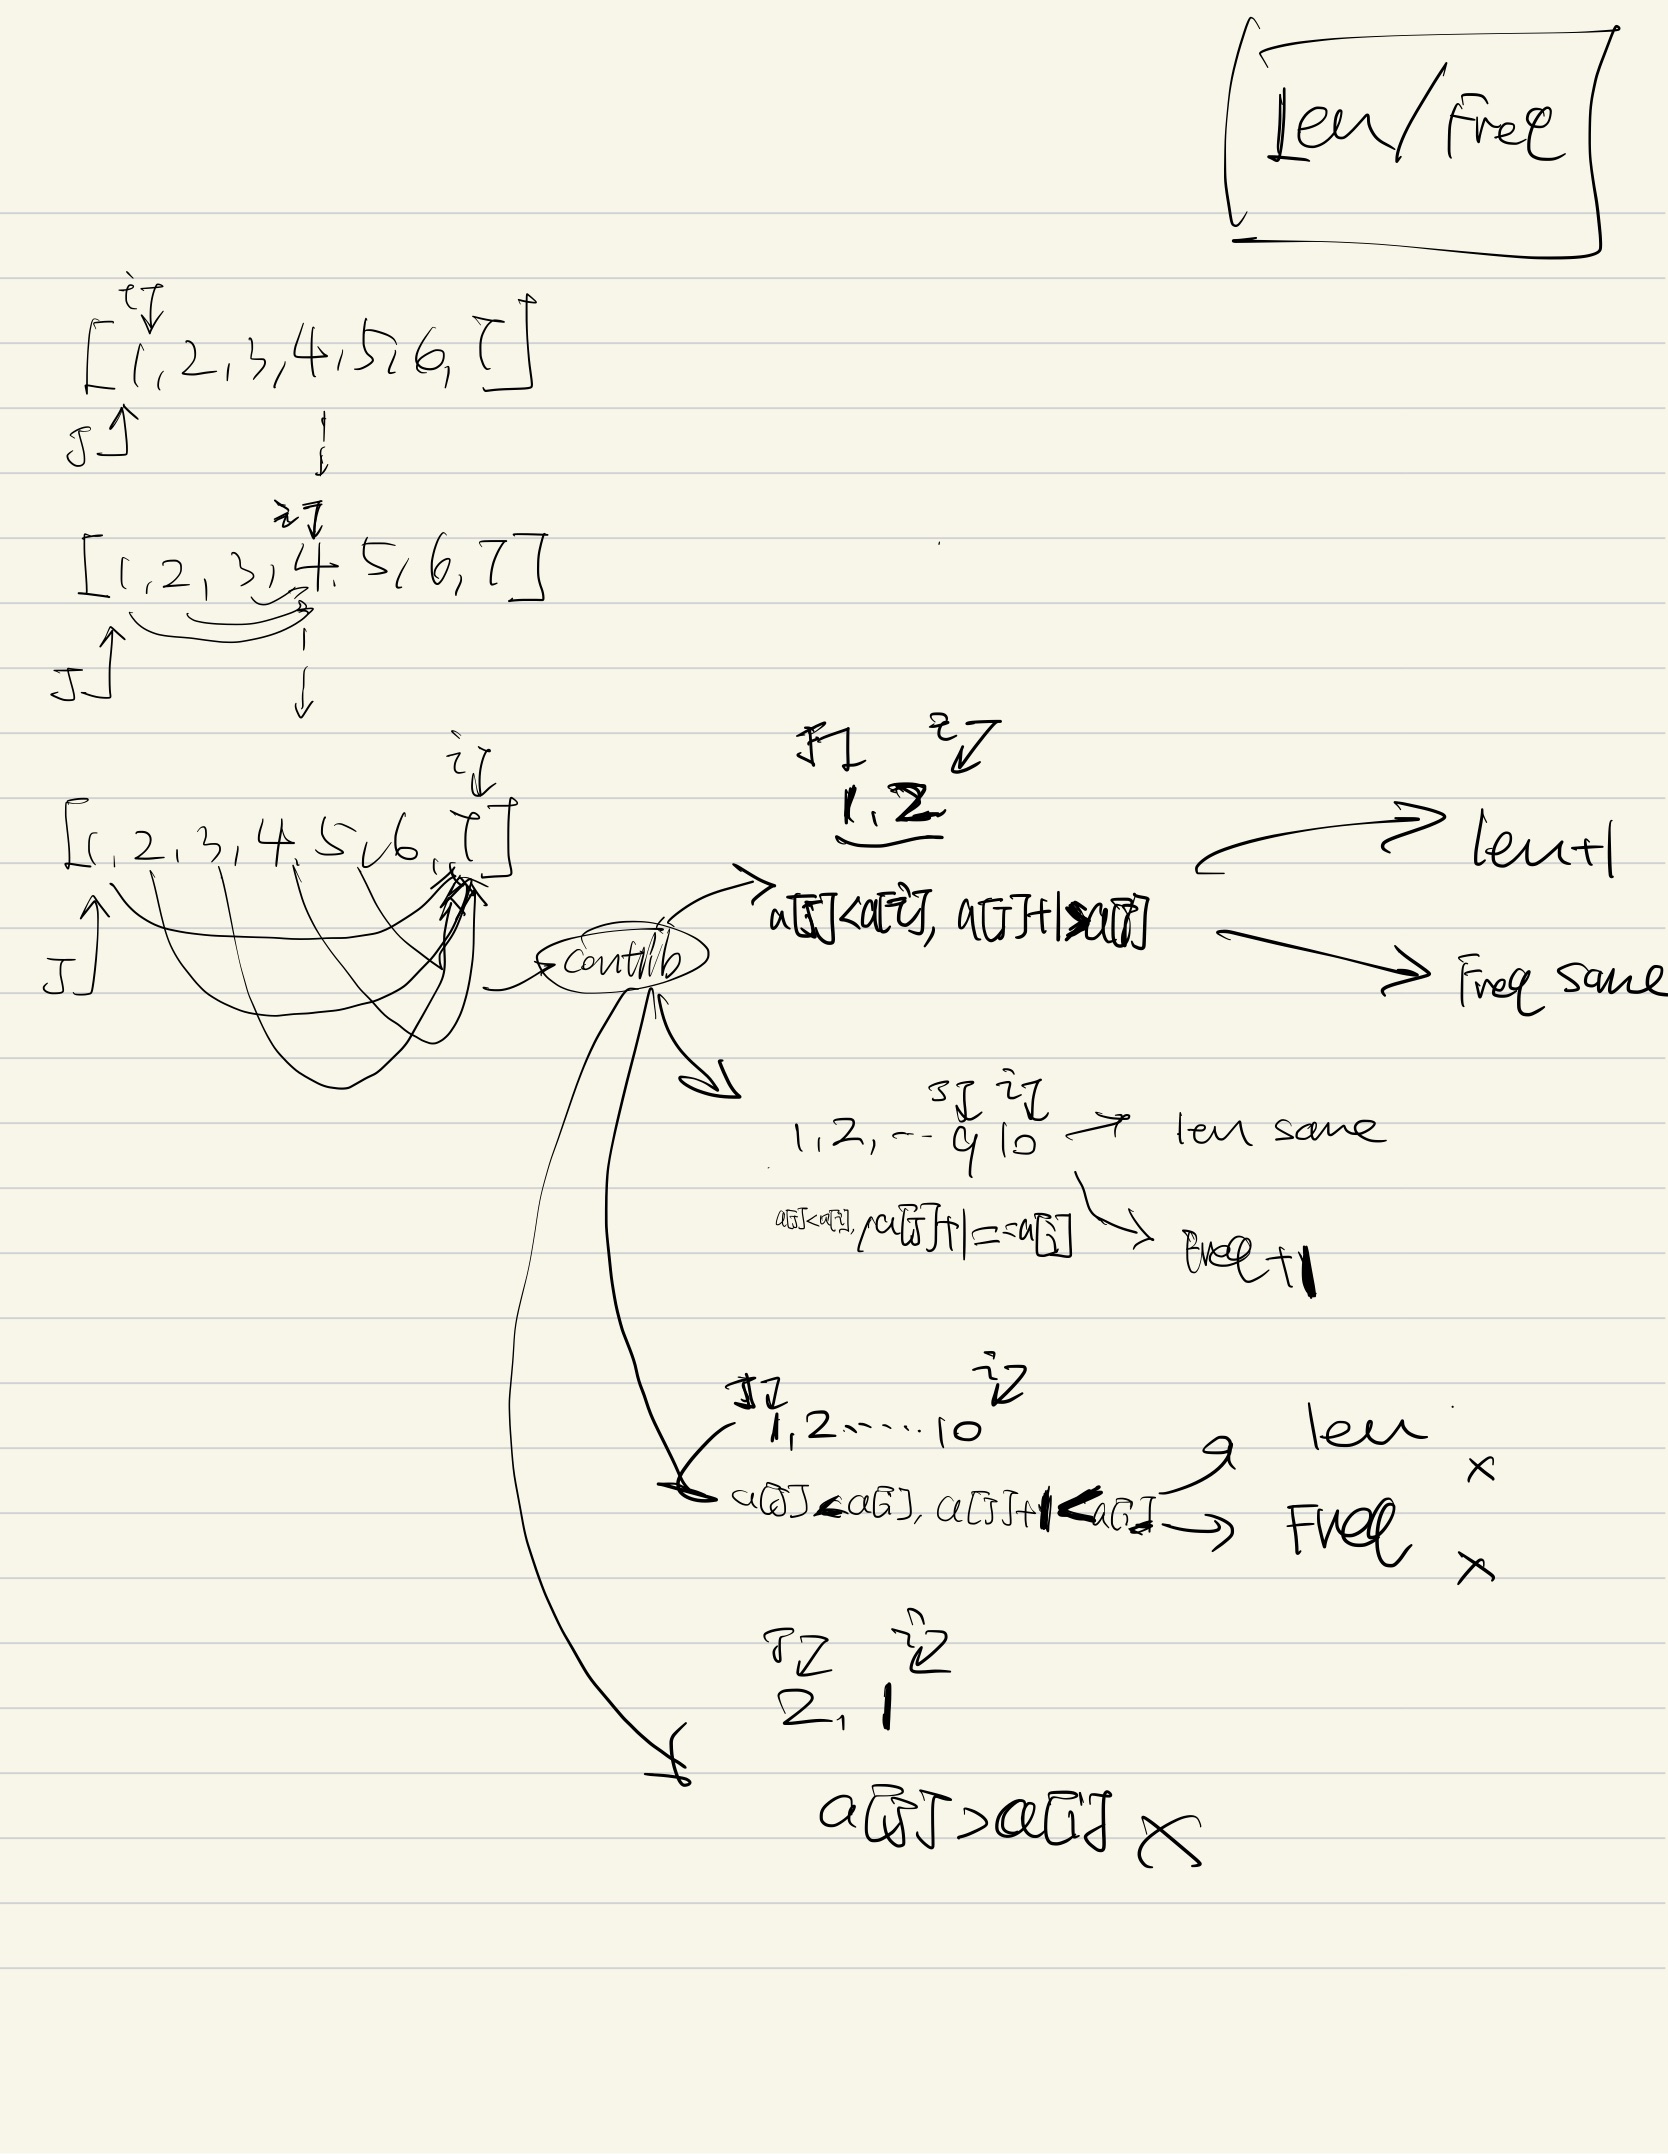 Len/Freq
i
[1,2,3,4,5,6,7]
J
i
[1,2,3,4,5,6,7]
J
i
[1,2,3,4,5,6,7]
J
contrib
J i
1,2
a[j]<a[i], a[j]+1>a[i]
len+1
Freq same
J i
1,2,--- 9 10
len same
a[j]<a[i], a[j]+1==a[i]
Freq+1
J i
1,2.....10
a[j]<a[i], a[j]+1<a[i]
len x
Freq x
J i
2, 1
a[j]>a[i] x